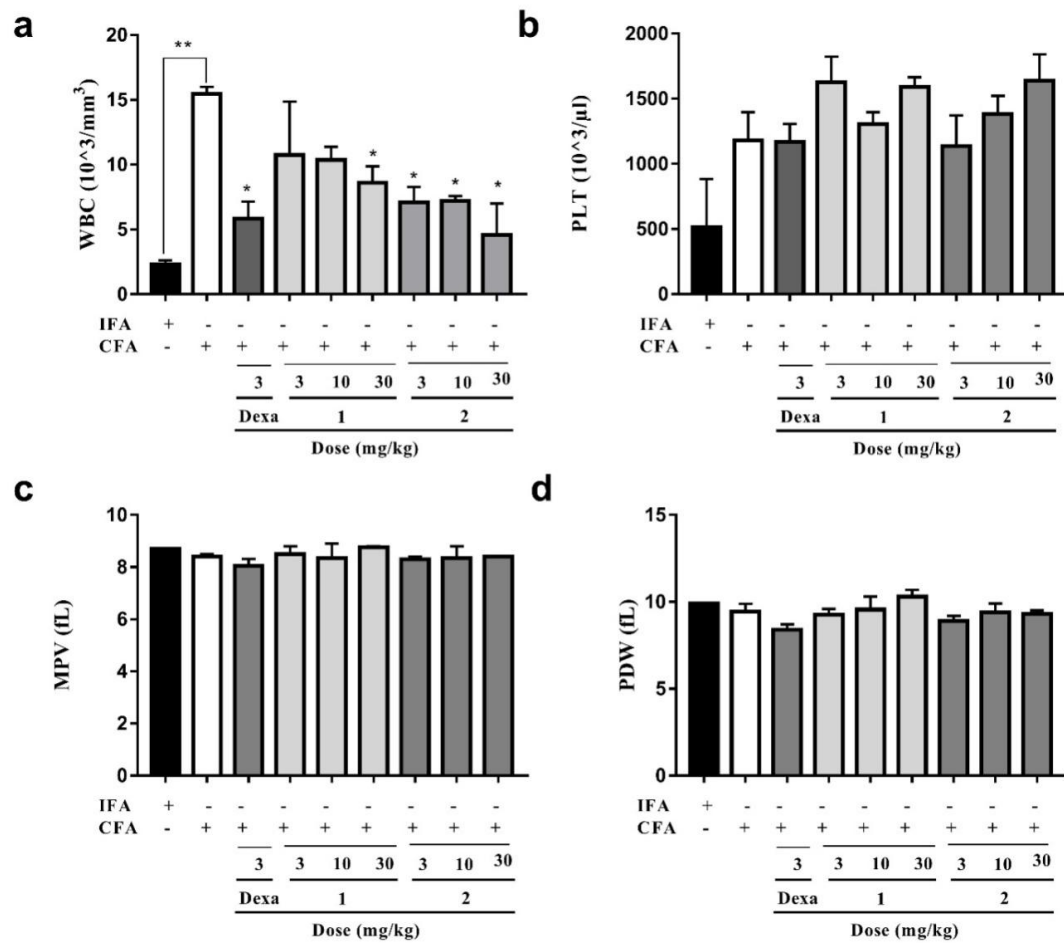 a
WBC (10^3/mm³)
20
15
10
5
0
**
* * * * *
IFA + - - - - - - - -
CFA - + + + + + + + +
3 3 10 30 3 10 30
Dexa 1 2
Dose (mg/kg)
b
PLT (10^3/µl)
2000
1500
1000
500
0
IFA + - - - - - - - -
CFA - + + + + + + + +
3 3 10 30 3 10 30
Dexa 1 2
Dose (mg/kg)
c
MPV (fL)
10
8
6
4
2
0
IFA + - - - - - - - -
CFA - + + + + + + + +
3 3 10 30 3 10 30
Dexa 1 2
Dose (mg/kg)
d
PDW (fL)
15
10
5
0
IFA + - - - - - - - -
CFA - + + + + + + + +
3 3 10 30 3 10 30
Dexa 1 2
Dose (mg/kg)